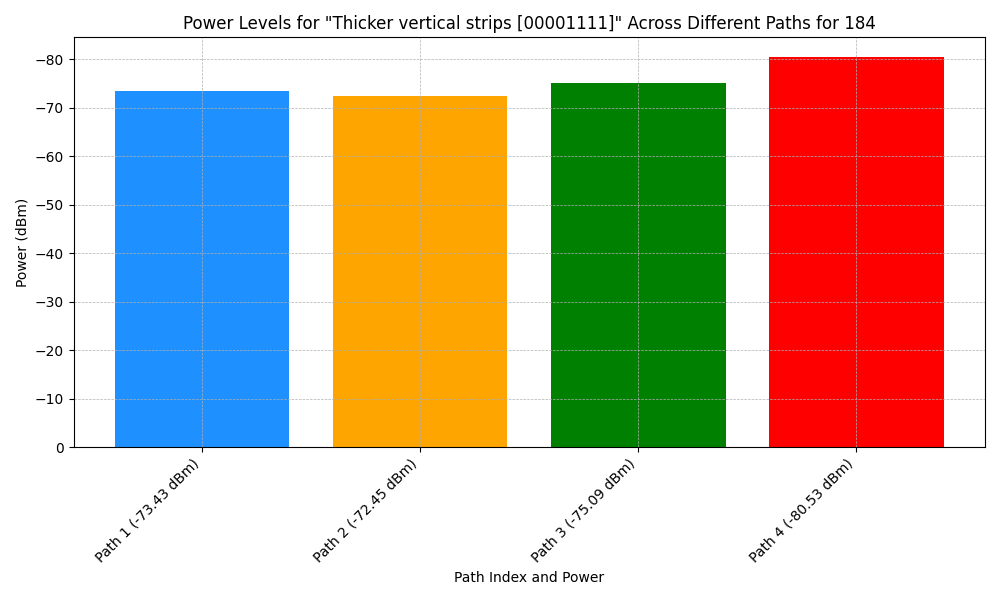 Power Levels for "Thicker vertical strips [00001111]" Across Different Paths for 184
−80
−70
−60
−50
−40
−30
−20
−10
0
Power (dBm)
Path 1 (-73.43 dBm)
Path 2 (-72.45 dBm)
Path 3 (-75.09 dBm)
Path 4 (-80.53 dBm)
Path Index and Power